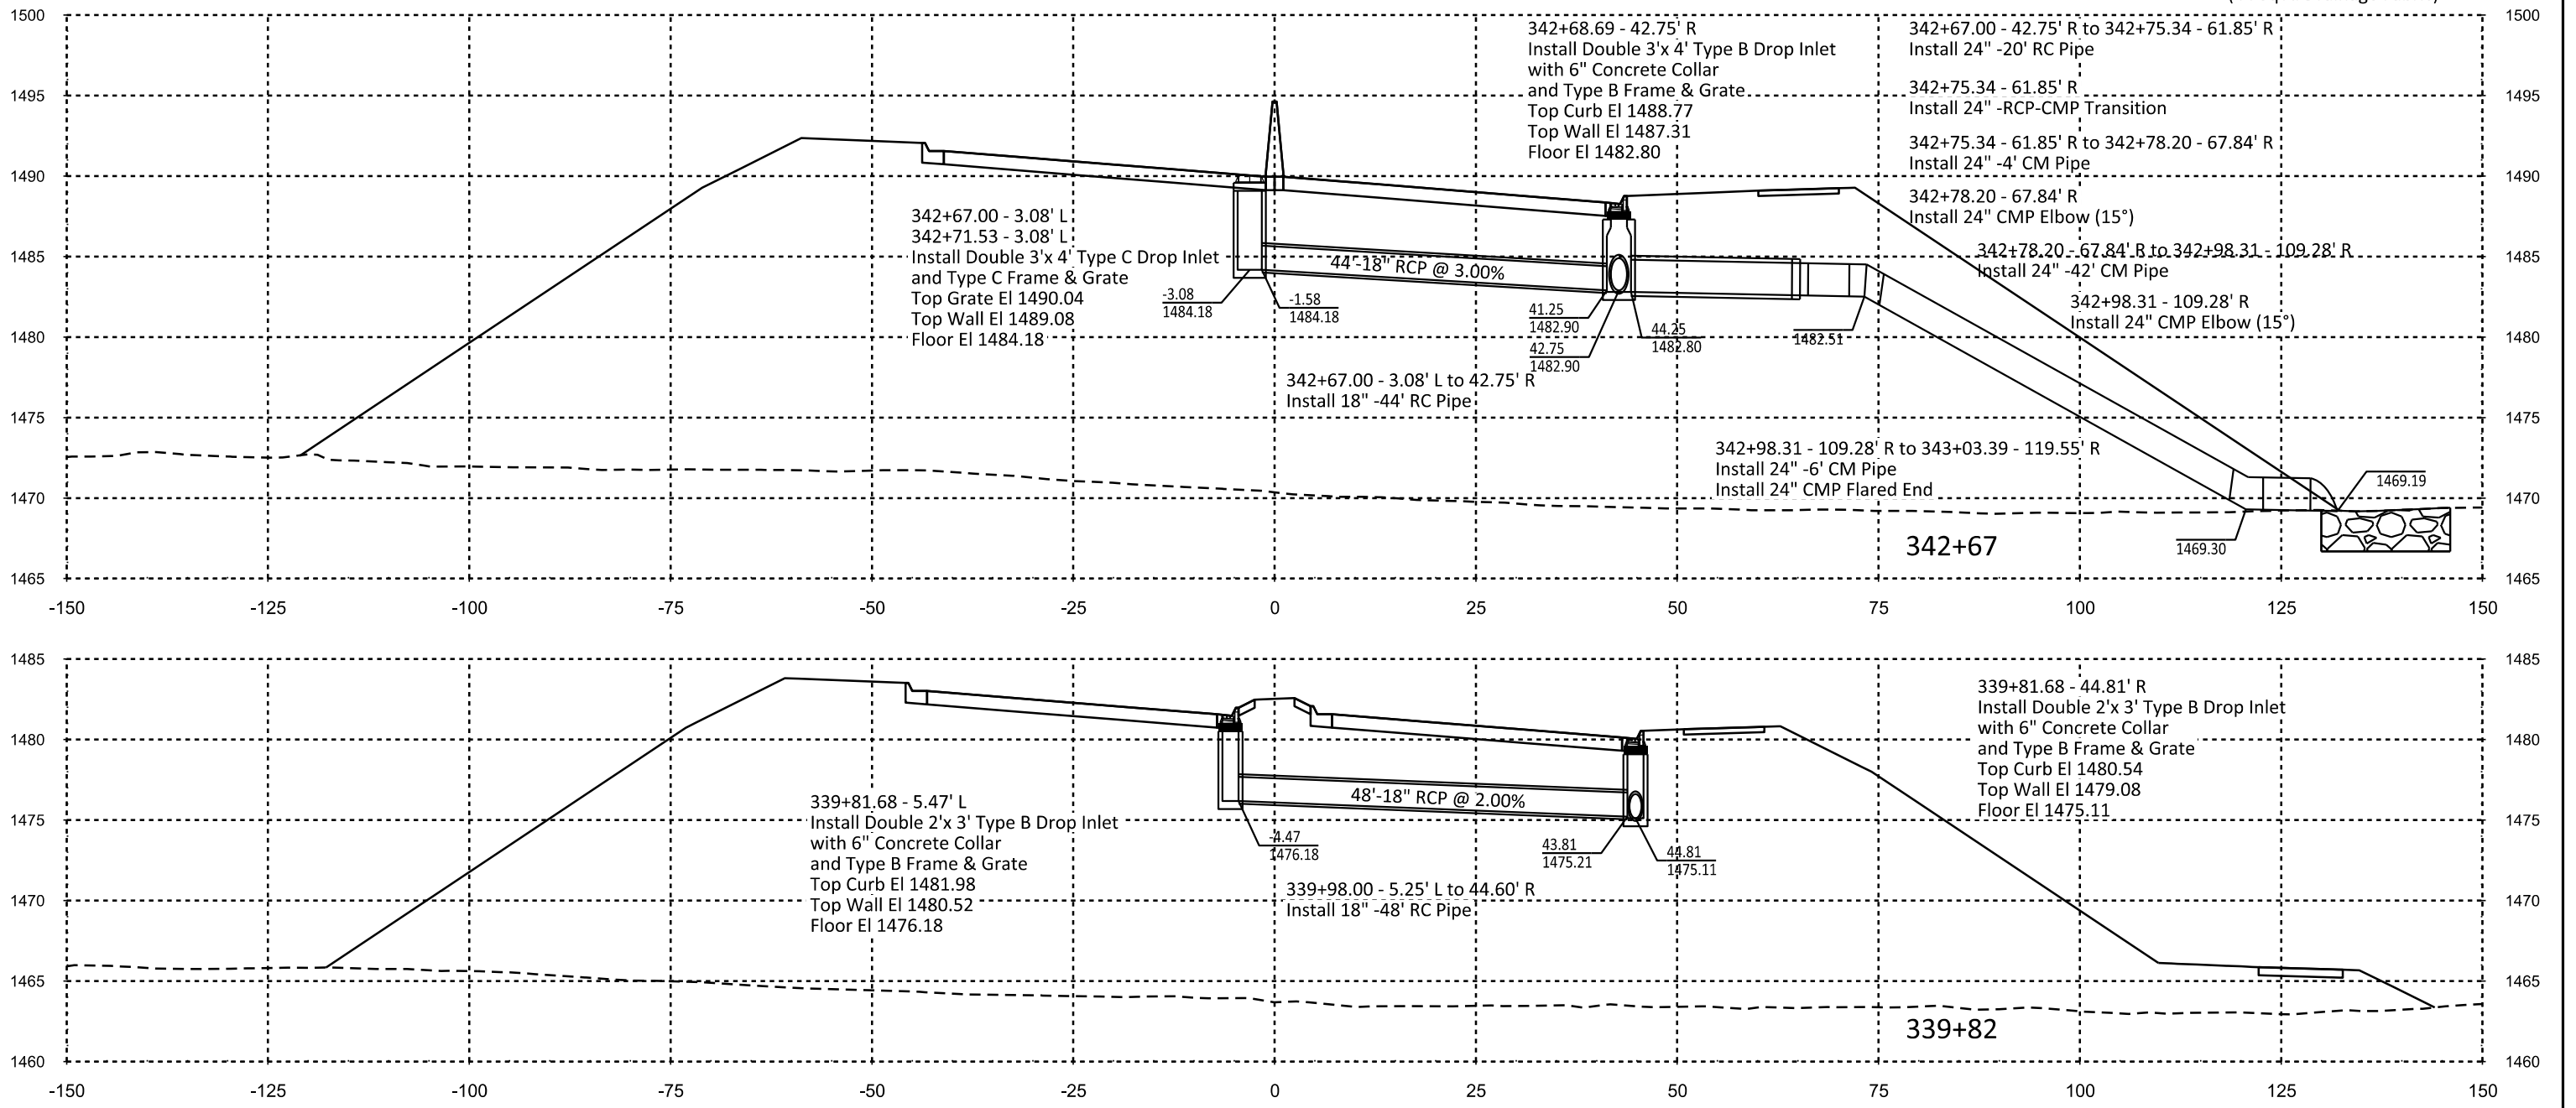 1500
1495
1490
1485
1480
1475
1470
1465
1500
1495
1490
1485
1480
1475
1470
1465
342+68.69 - 42.75' R
Install Double 3'x 4' Type B Drop Inlet
with 6" Concrete Collar
and Type B Frame & Grate
Top Curb El 1488.77
Top Wall El 1487.31
Floor El 1482.80
342+67.00 - 42.75' R to 342+75.34 - 61.85' R
Install 24" -20' RC Pipe
342+75.34 - 61.85' R
Install 24" -RCP-CMP Transition
342+75.34 - 61.85' R to 342+78.20 - 67.84' R
Install 24" -4' CM Pipe
342+78.20 - 67.84' R
Install 24" CMP Elbow (15°)
342+78.20 - 67.84' R to 342+98.31 - 109.28' R
Install 24" -42' CM Pipe
342+98.31 - 109.28' R
Install 24" CMP Elbow (15°)
342+67.00 - 3.08' L
342+71.53 - 3.08' L
Install Double 3'x 4' Type C Drop Inlet
and Type C Frame & Grate
Top Grate El 1490.04
Top Wall El 1489.08
Floor El 1484.18
44'-18" RCP @ 3.00%
-3.08
1484.18
-1.58
1484.18
41.25
1482.90
42.75
1482.90
44.25
1482.80
1482.51
342+67.00 - 3.08' L to 42.75' R
Install 18" -44' RC Pipe
342+98.31 - 109.28' R to 343+03.39 - 119.55' R
Install 24" -6' CM Pipe
Install 24" CMP Flared End
1469.19
1469.30
342+67
-150 -125 -100 -75 -50 -25 0 25 50 75 100 125 150
1485
1480
1475
1470
1465
1460
1485
1480
1475
1470
1465
1460
339+81.68 - 44.81' R
Install Double 2'x 3' Type B Drop Inlet
with 6" Concrete Collar
and Type B Frame & Grate
Top Curb El 1480.54
Top Wall El 1479.08
Floor El 1475.11
48'-18" RCP @ 2.00%
339+81.68 - 5.47' L
Install Double 2'x 3' Type B Drop Inlet
with 6" Concrete Collar
and Type B Frame & Grate
Top Curb El 1481.98
Top Wall El 1480.52
Floor El 1476.18
-4.47
1476.18
43.81
1475.21
44.81
1475.11
339+98.00 - 5.25' L to 44.60' R
Install 18" -48' RC Pipe
339+82
-150 -125 -100 -75 -50 -25 0 25 50 75 100 125 150